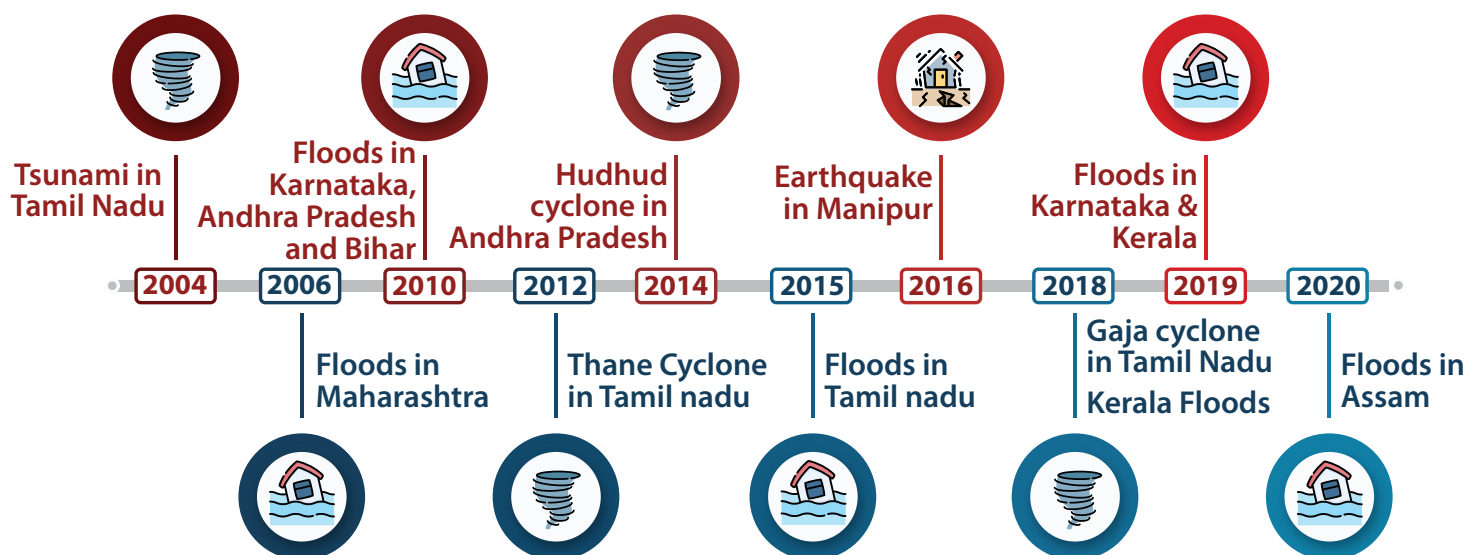 Tsunami in
Tamil Nadu
Floods in
Karnataka,
Andhra Pradesh
and Bihar
Hudhud
cyclone in
Andhra Pradesh
Earthquake
in Manipur
Floods in
Karnataka &
Kerala
2004
2006
2010
2012
2014
2015
2016
2018
2019
2020
Floods in
Maharashtra
Thane Cyclone
in Tamil nadu
Floods in
Tamil nadu
Gaja cyclone
in Tamil Nadu
Kerala Floods
Floods in
Assam